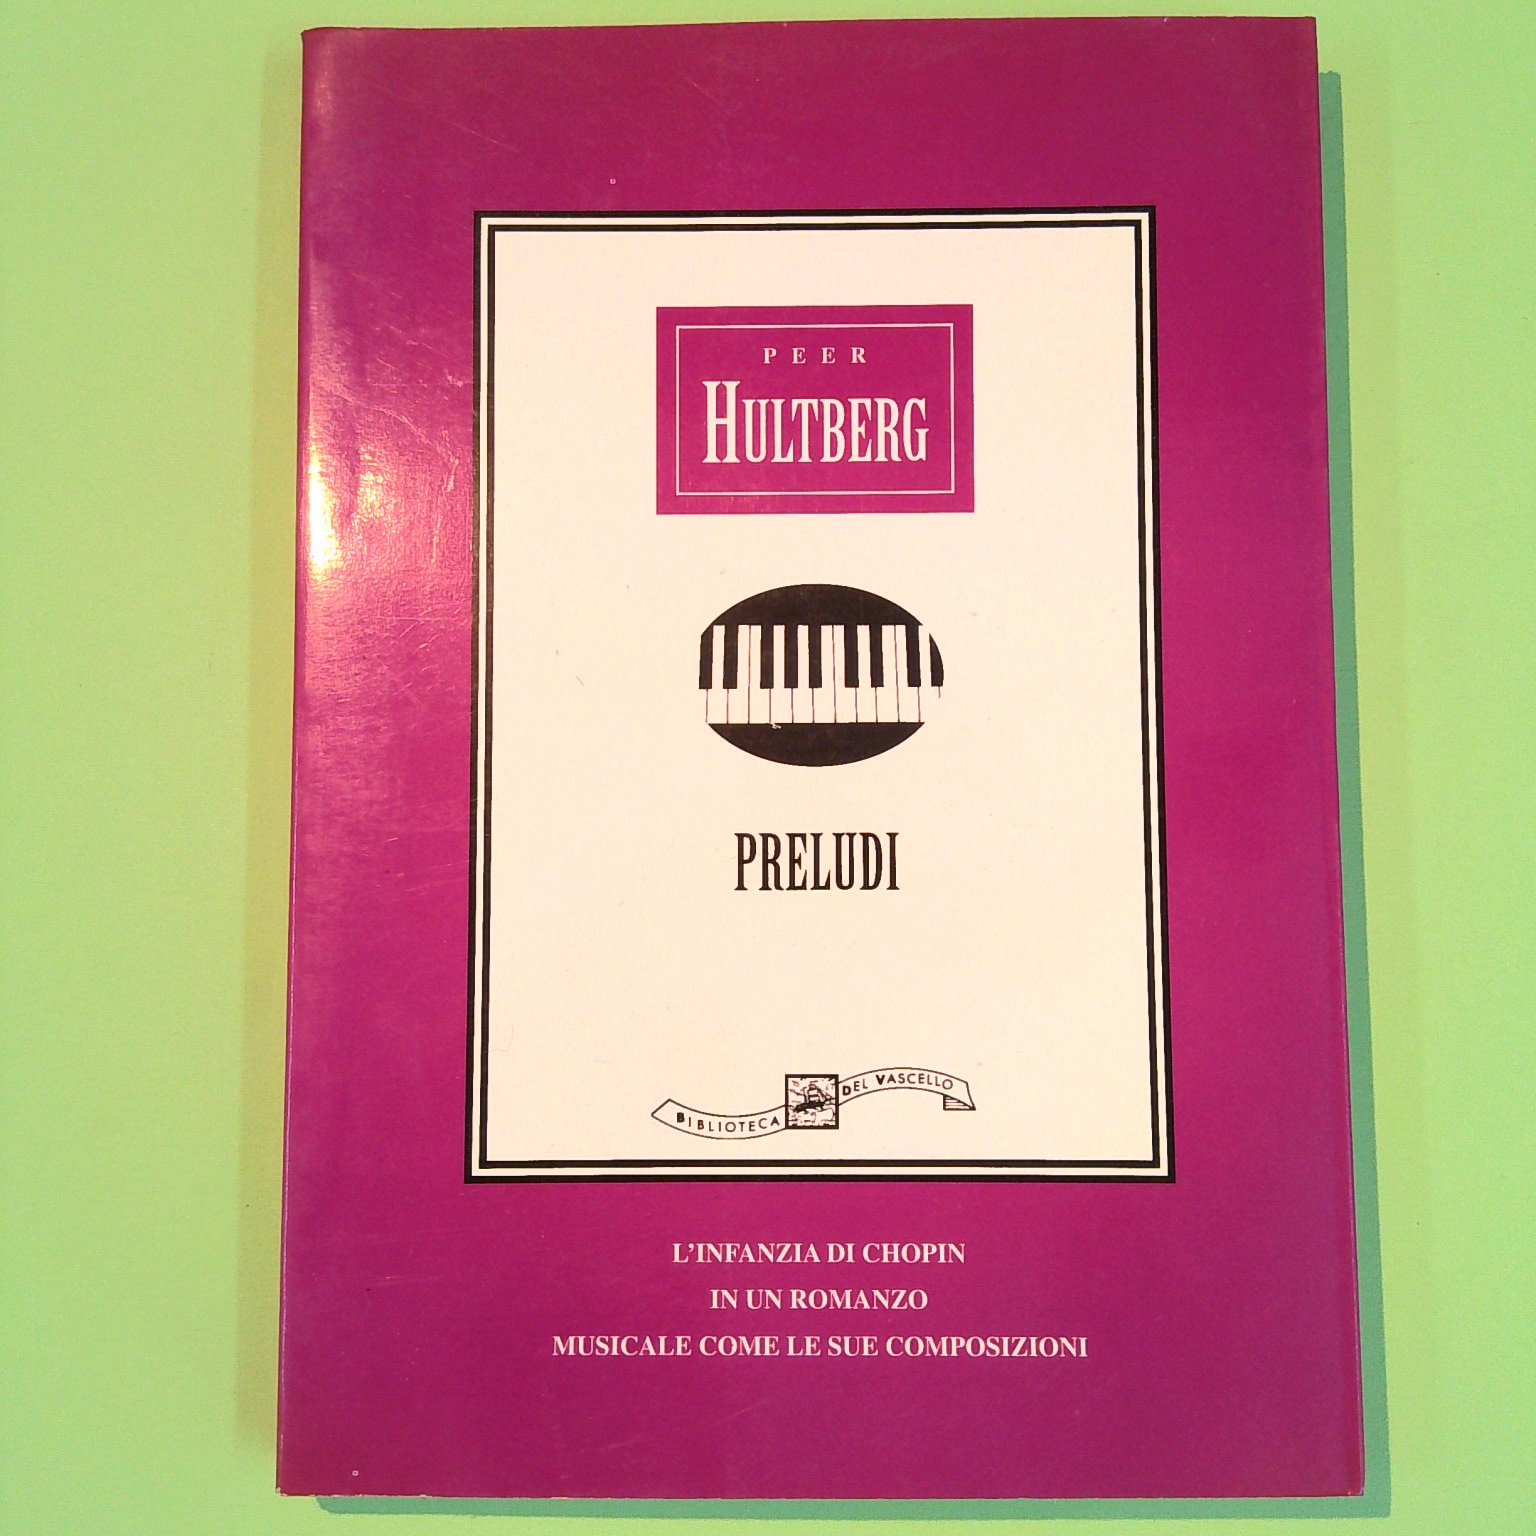 PEER
HULTBERG
PRELUDI
BIBLIOTECA DEL VASCELLO
L'INFANZIA DI CHOPIN
IN UN ROMANZO
MUSICALE COME LE SUE COMPOSIZIONI